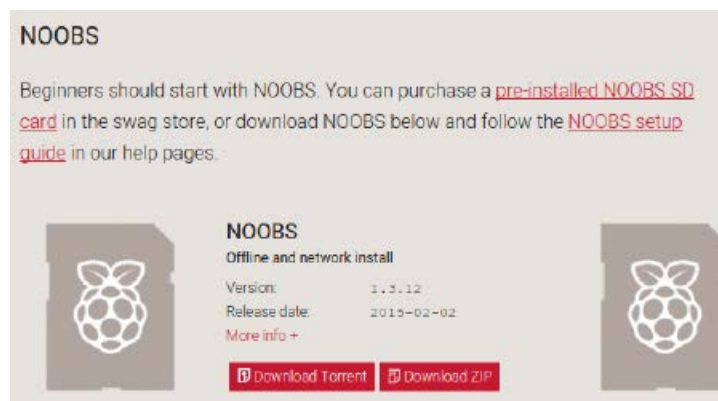 NOOBS
Beginners should start with NOOBS. You can purchase a pre-installed NOOBS SD
card in the swag store, or download NOOBS below and follow the NOOBS setup
guide in our help pages.
NOOBS
Offline and network install
Version: 1.3.12
Release date: 2015-02-02
More info +
Download Torrent Download ZIP